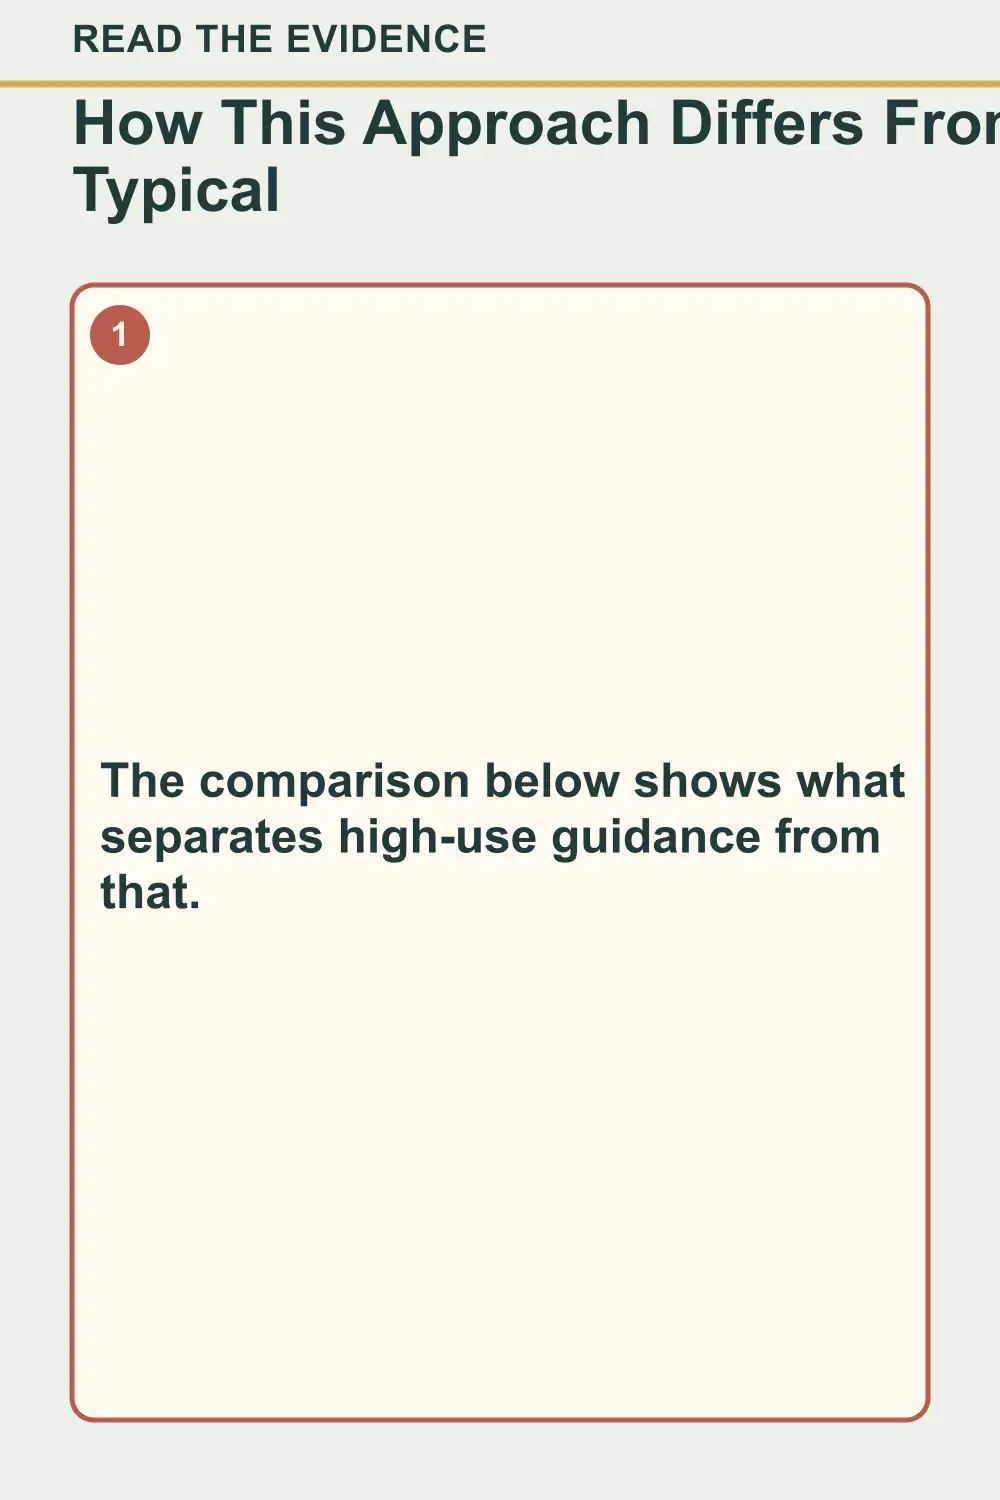 READ THE EVIDENCE
How This Approach Differs Fror
Typical
1
The comparison below shows what
separates high-use guidance from
that.